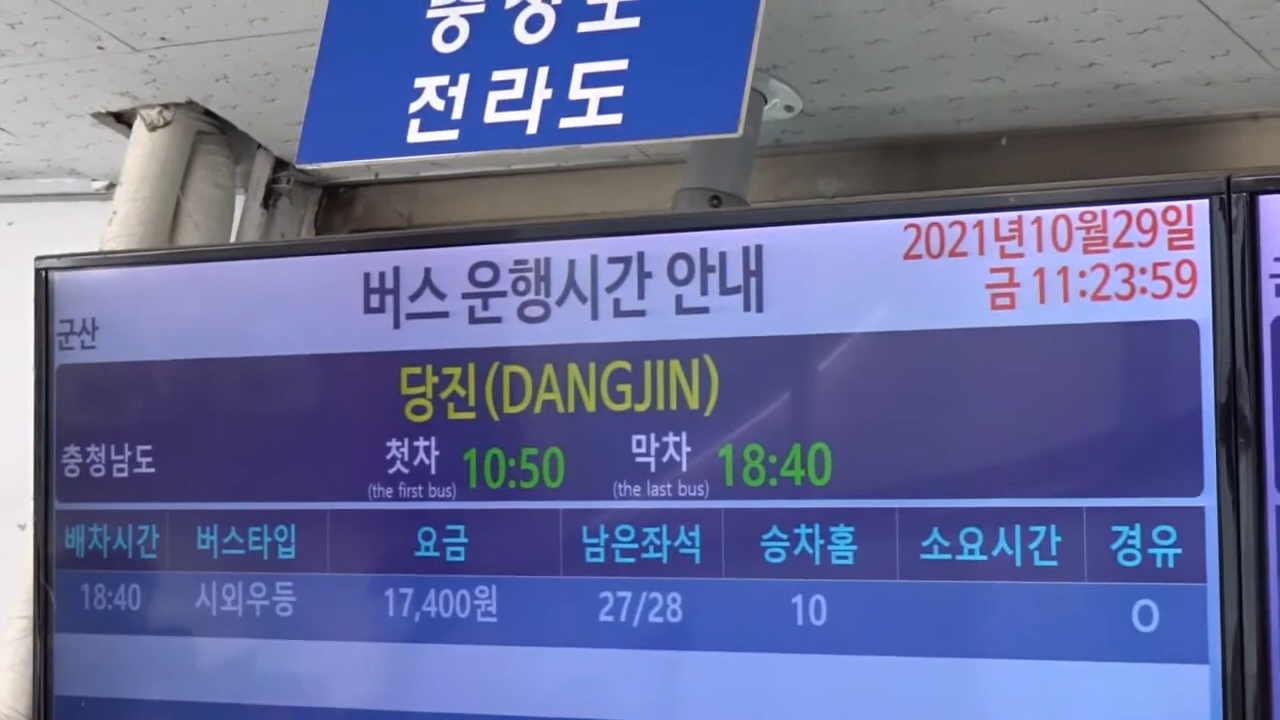 충청도
전라도
2021년10월29일
버스 운행시간 안내
금 11:23:59
군산
당진(DANGJIN)
충청남도 첫차 10:50 막차 18:40
(the first bus) (the last bus)
배차시간 버스타입 요금 남은좌석 승차홈 소요시간 경유
18:40 시외우등 17,400원 27/28 10 O